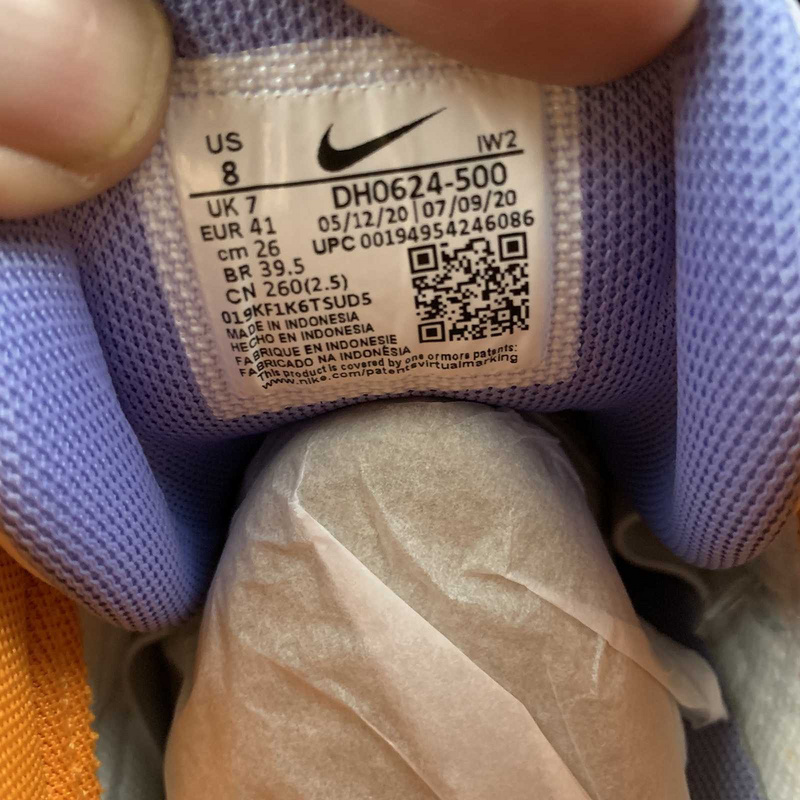 US
8
IW2
UK 7
DH0624-500
EUR 41
05/12/20 | 07/09/20
cm 26
UPC 00194954246086
BR 39.5
CN 260(2.5)
019KF1K6TSUD5
MADE IN INDONESIA
HECHO EN INDONESIA
FABRIQUE EN INDONESIE
FABRICADO NA INDONÉSIA
This product is covered by one or more patents:
www.nike.com/patentsvirtualmarking